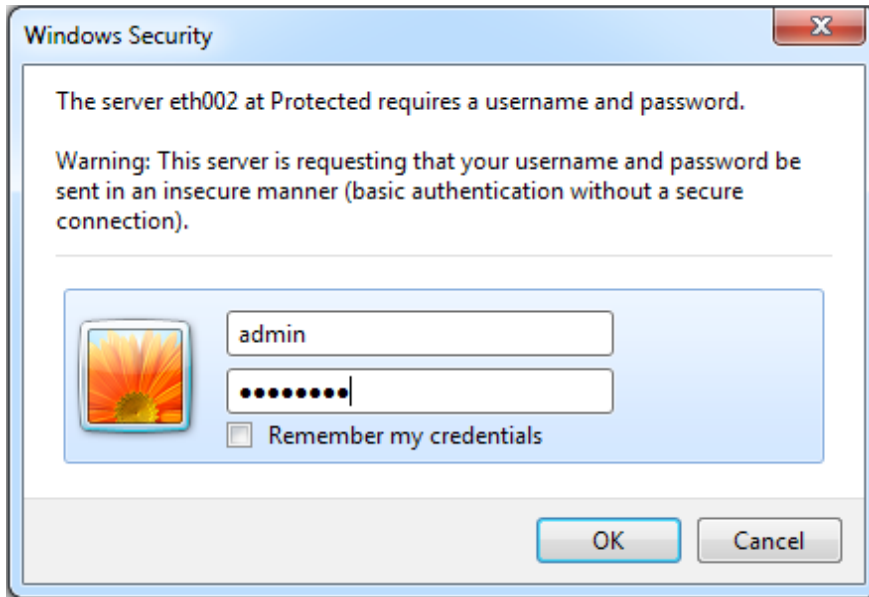 Windows Security
The server eth002 at Protected requires a username and password.
Warning: This server is requesting that your username and password be
sent in an insecure manner (basic authentication without a secure
connection).
admin
●●●●●●●●
Remember my credentials
OK
Cancel